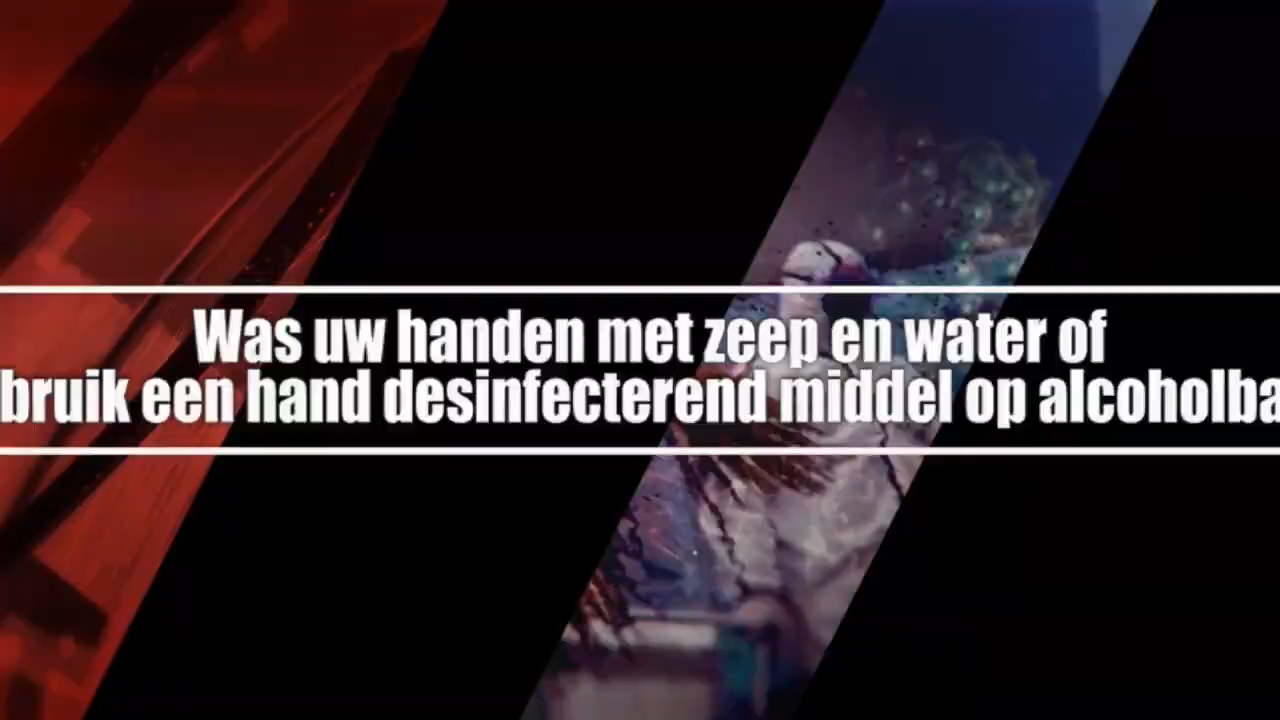 Was uw handen met zeep en water of
bruik een hand desinfecterend middel op alcoholba